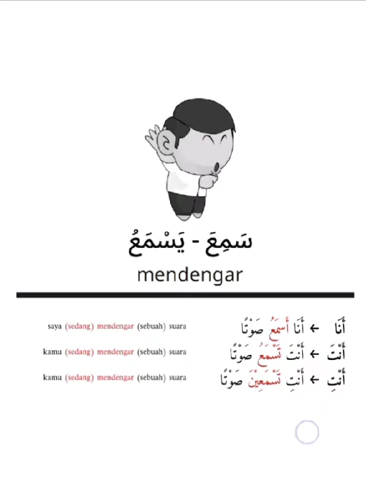 سَمِعَ - يَسْمَعُ
mendengar
أَنَا ← أَنَا أَسْمَعُ صَوْتًا
saya (sedang) mendengar (sebuah) suara
أَنْتَ ← أَنْتَ تَسْمَعُ صَوْتًا
kamu (sedang) mendengar (sebuah) suara
أَنْتِ ← أَنْتِ تَسْمَعِيْنَ صَوْتًا
kamu (sedang) mendengar (sebuah) suara